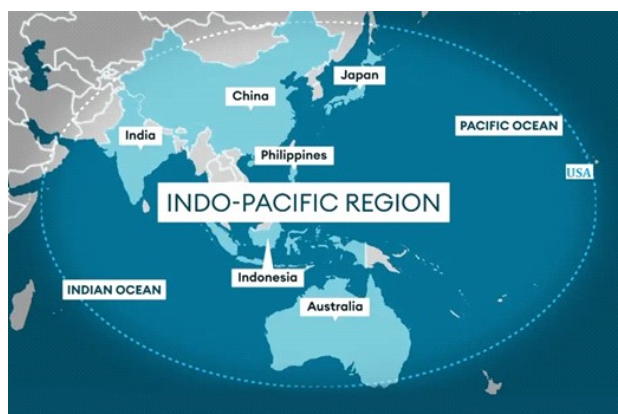 Japan
China
PACIFIC OCEAN
India
Philippines
USA
INDO-PACIFIC REGION
Indonesia
INDIAN OCEAN
Australia